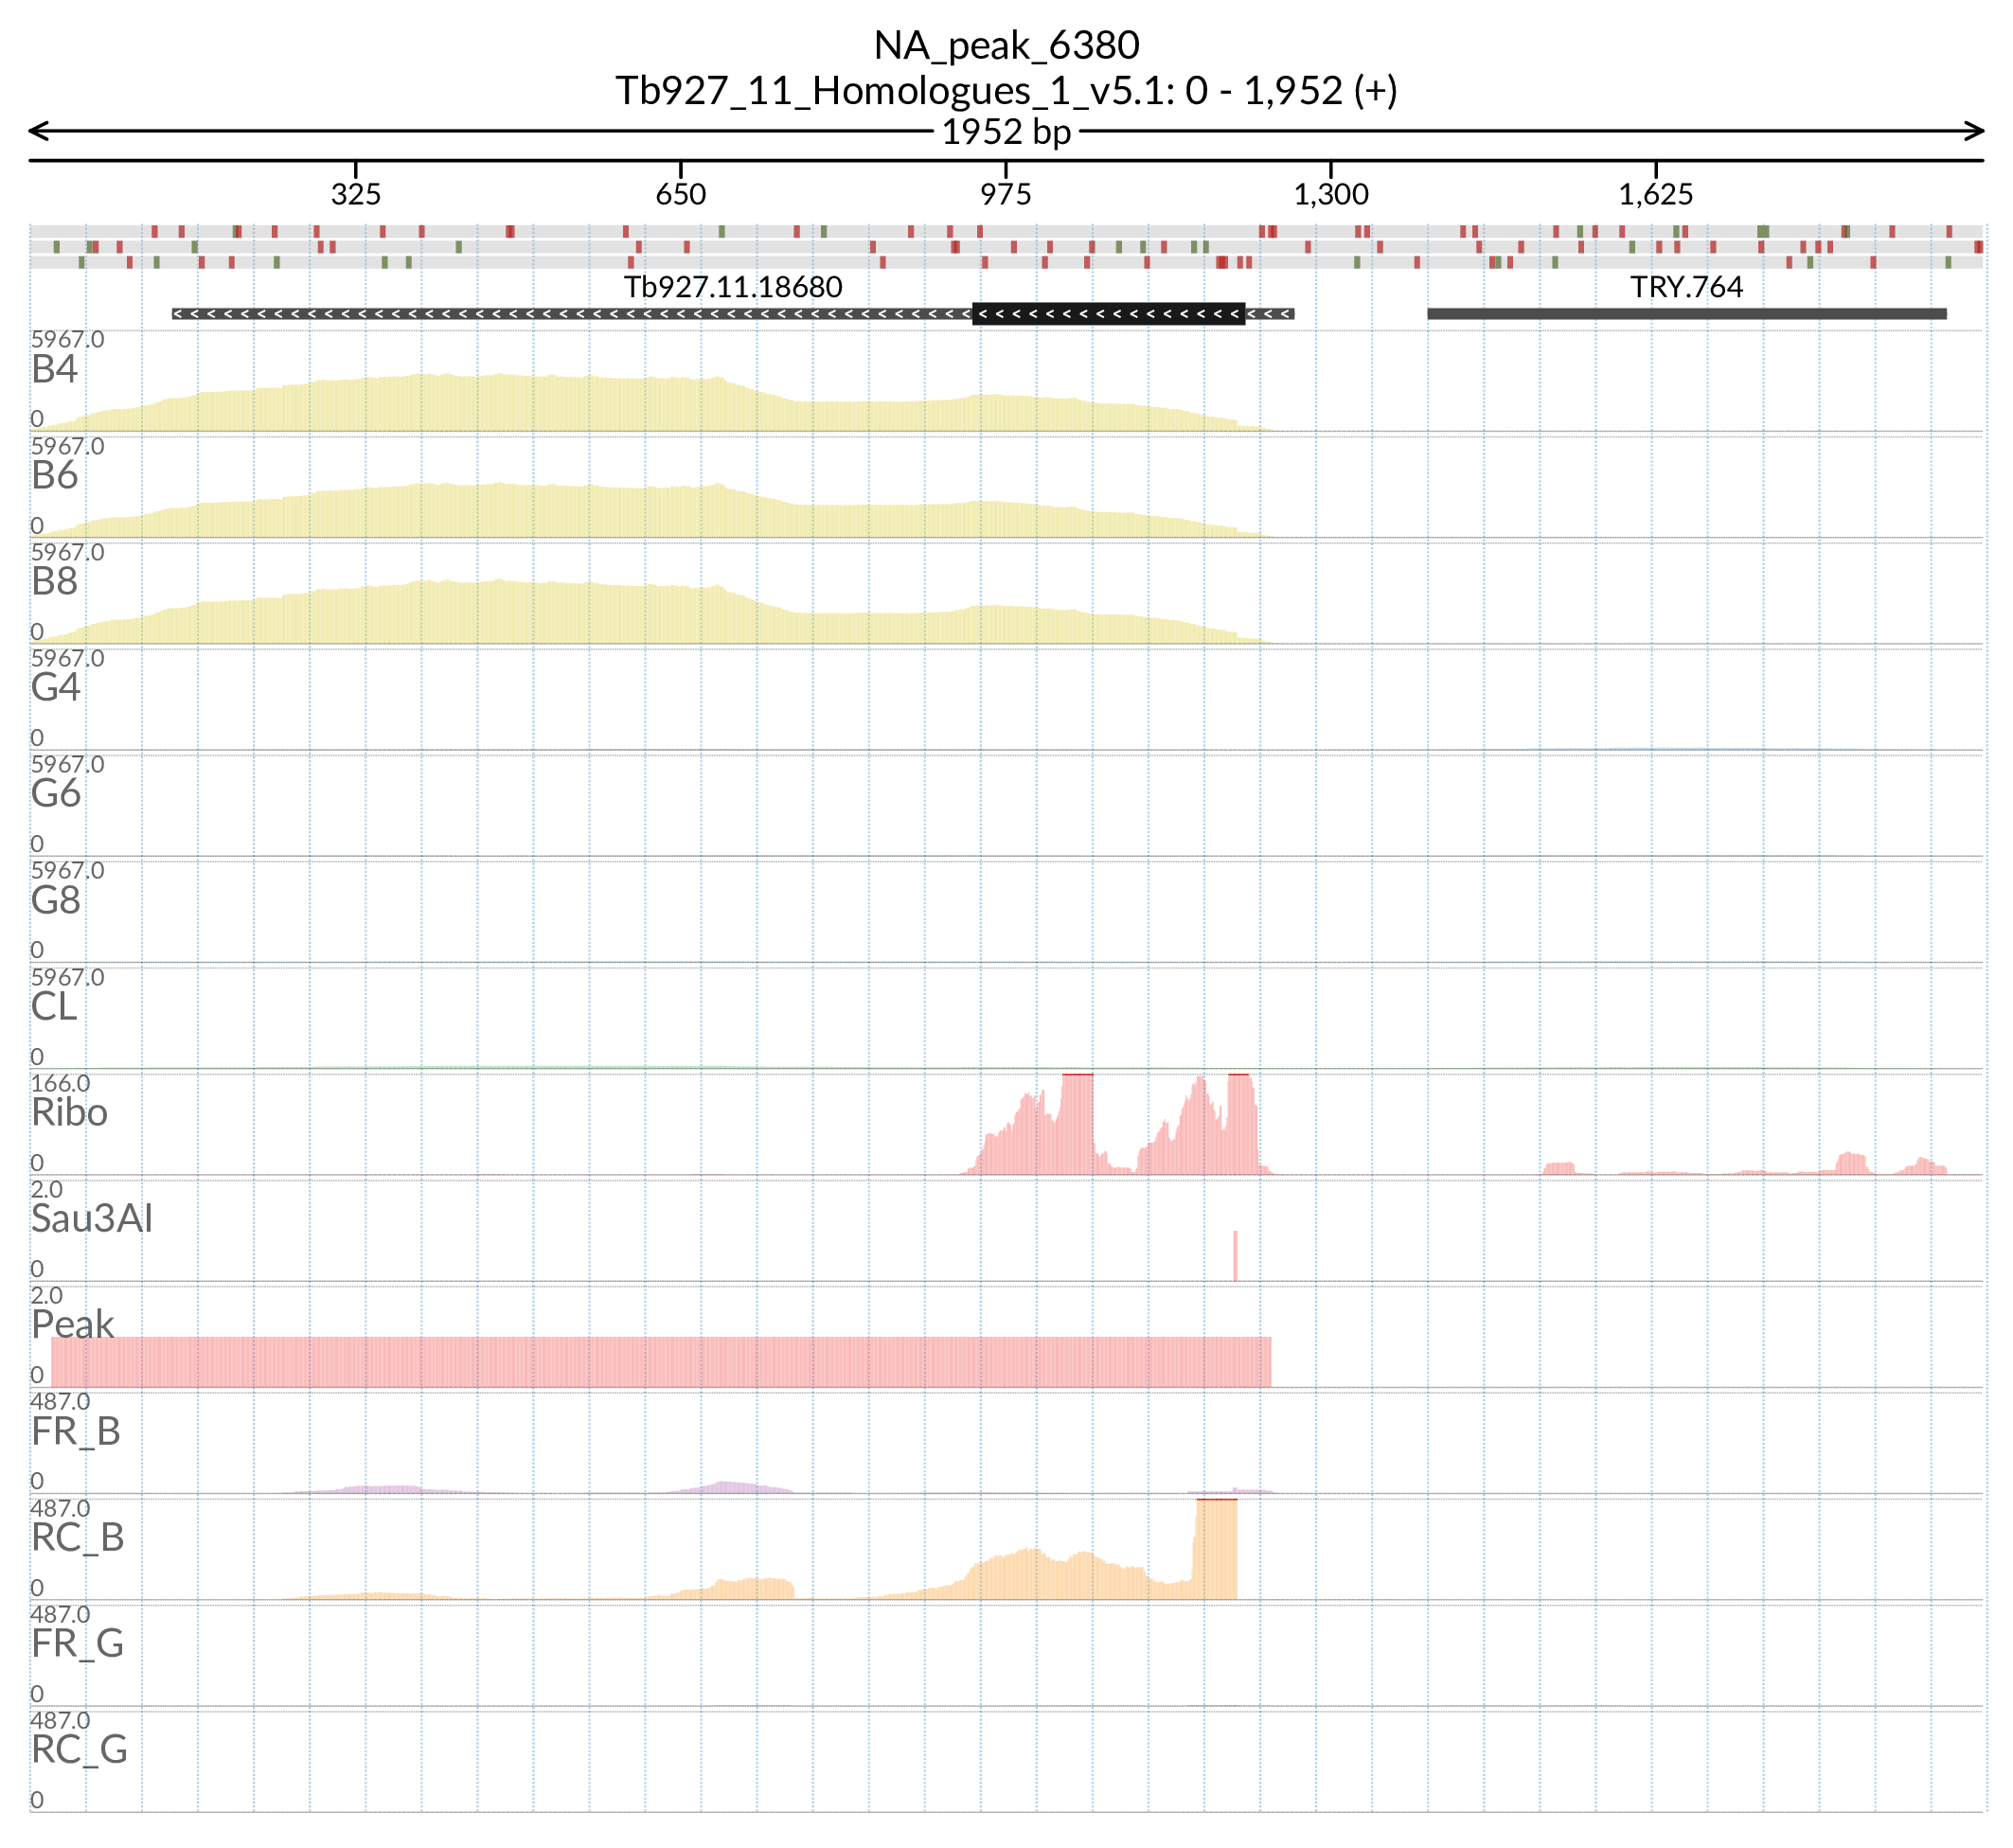 NA_peak_6380
Tb927_11_Homologues_1_v5.1: 0 - 1,952 (+)
1952 bp
325 650 975 1,300 1,625
Tb927.11.18680 TRY.764
5967.0
B4
0
5967.0
B6
0
5967.0
B8
0
5967.0
G4
0
5967.0
G6
0
5967.0
G8
0
5967.0
CL
0
166.0
Ribo
0
2.0
Sau3AI
0
2.0
Peak
0
487.0
FR_B
0
487.0
RC_B
0
487.0
FR_G
0
487.0
RC_G
0